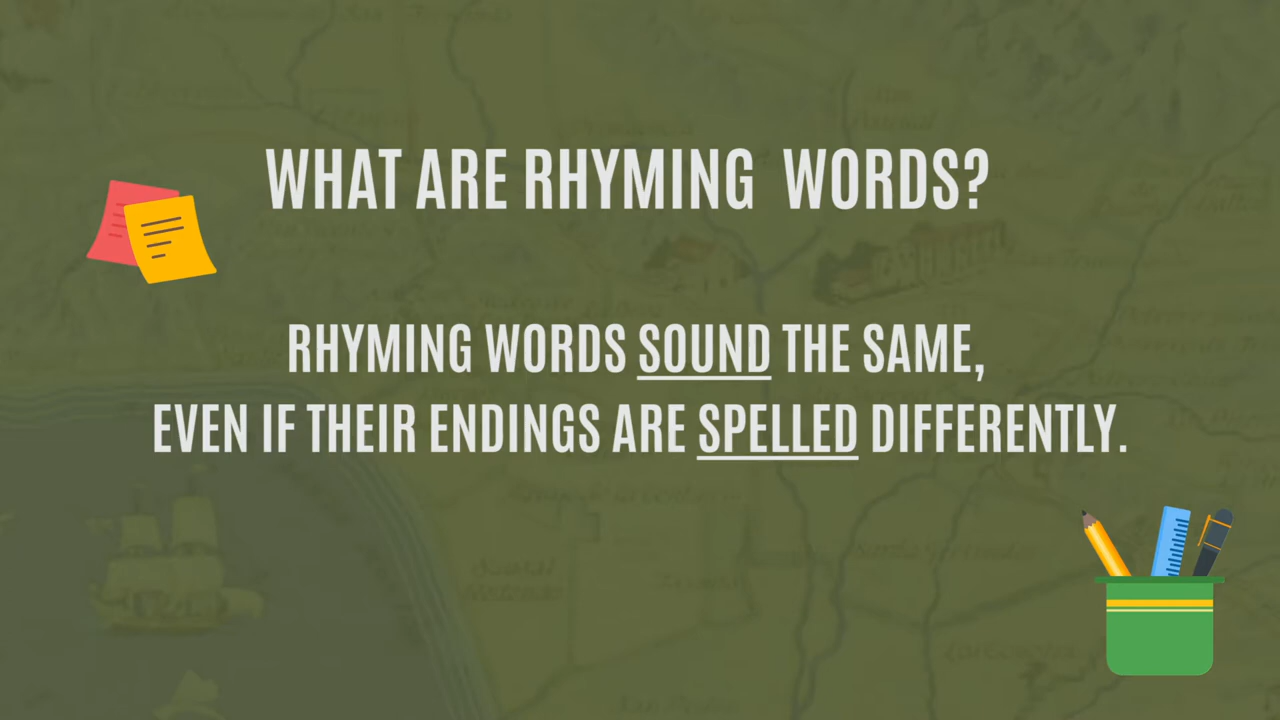 WHAT ARE RHYMING WORDS?
RHYMING WORDS SOUND THE SAME,
EVEN IF THEIR ENDINGS ARE SPELLED DIFFERENTLY.